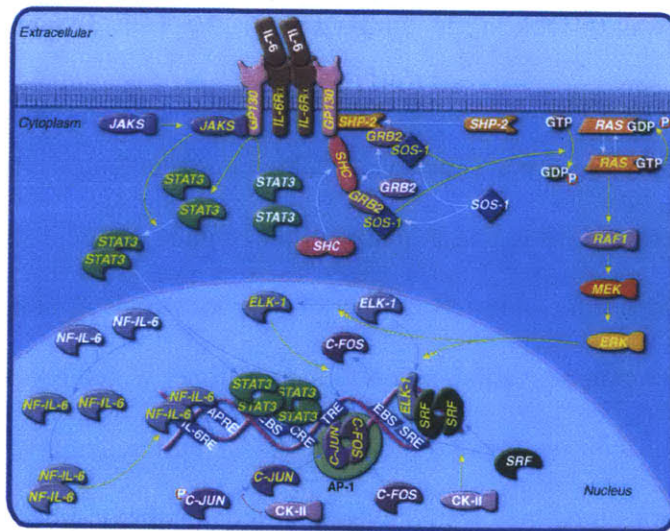 Extracellular
IL-6 IL-6
GP130 IL-6Rα IL-6Rα GP130
Cytoplasm
JAKS JAKS SHP-2 SHP-2 GTP RAS GDP P
GRB2 SOS-1
GDP P RAS GTP
STAT3 STAT3 SHC GRB2
STAT3 STAT3 GRB2 SOS-1 SOS-1
STAT3 SHC RAF1
STAT3
MEK
ELK-1 ELK-1
NF-IL-6 C-FOS ERK
NF-IL-6
STAT3 STAT3 ELK-1
NF-IL-6 NF-IL-6 NF-IL-6 STAT3 STAT3 SRF SRF
NF-IL-6 IL-6RE APRE EBS CRE TRE EBS SRE
C-JUN C-FOS
NF-IL-6 C-JUN AP-1 SRF
NF-IL-6 P C-JUN CK-II C-FOS CK-II Nucleus